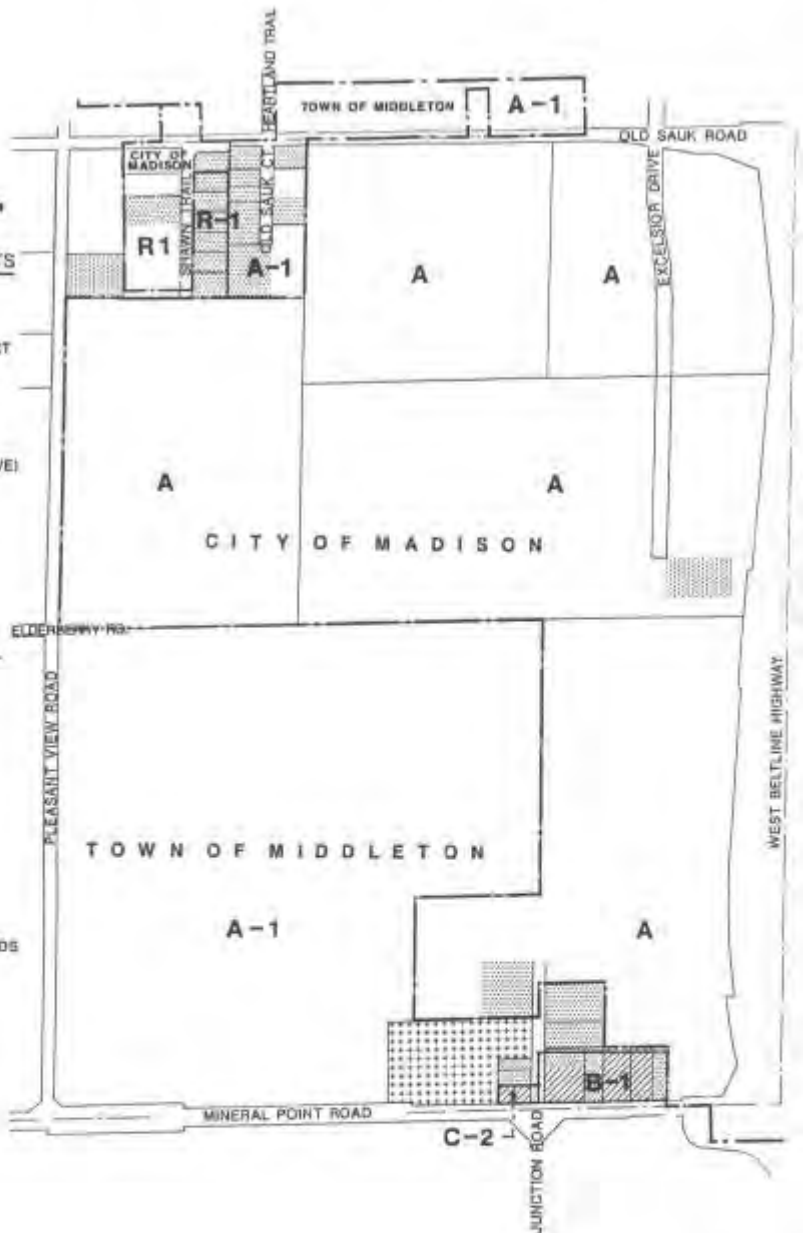 HEARTLAND TRAIL
TOWN OF MIDDLETON
A-1
OLD SAUK ROAD
CITY OF
MADISON
SHAWN TRAIL
OLD SAUK CT.
EXCELSIOR DRIVE
R-1
R1
A-1
A
A
A
A
CITY OF MADISON
ELDERBERRY RD.
PLEASANT VIEW ROAD
WEST BELTLINE HIGHWAY
TOWN OF MIDDLETON
A-1
A
B-1
MINERAL POINT ROAD
C-2
JUNCTION ROAD